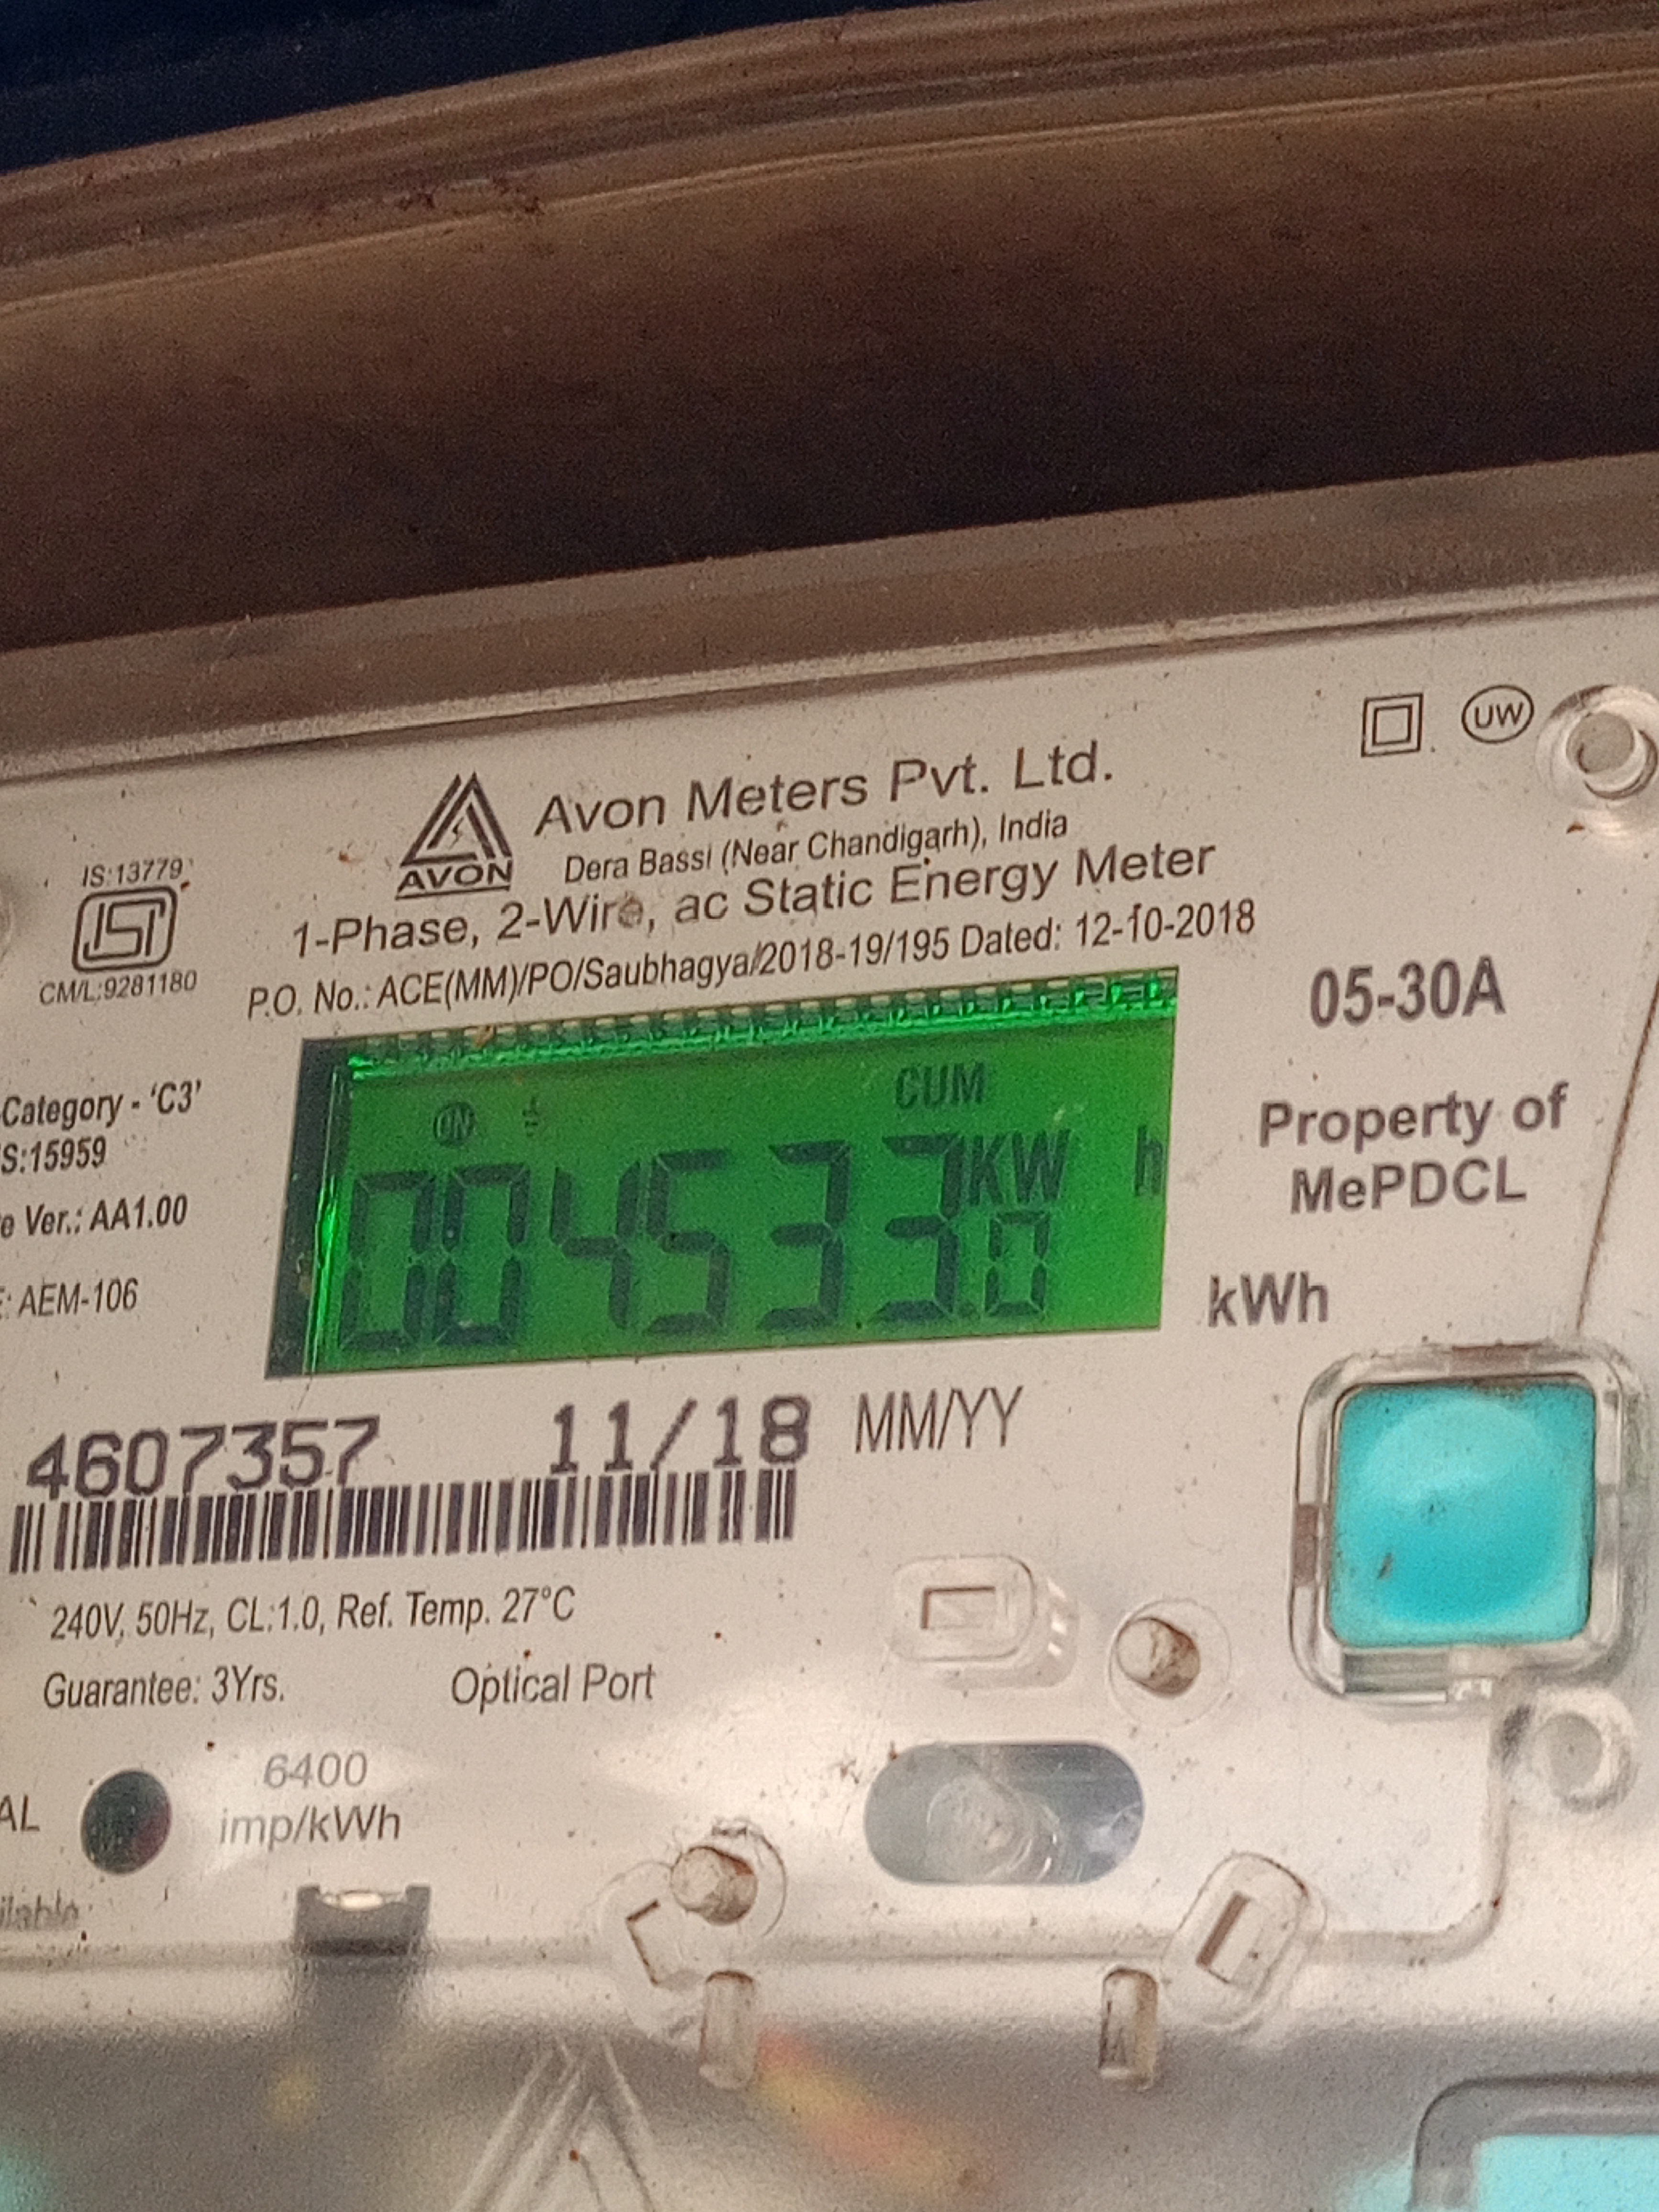 UW
Avon Meters Pvt. Ltd.
Dera Bassi (Near Chandigarh), India
AVON
1-Phase, 2-Wire, ac Static Energy Meter
P.O. No.: ACE(MM)/PO/Saubhagya/2018-19/195 Dated: 12-10-2018
IS:13779
ISI
CM/L:9281180
05-30A
Category - 'C3'
S:15959
e Ver.: AA1.00
: AEM-106
ON
CUM
004533.0 KW h
Property of
MePDCL
kWh
4607357 11/18 MM/YY
240V, 50Hz, CL:1.0, Ref. Temp. 27°C
Guarantee: 3Yrs. Optical Port
AL
6400
imp/kWh